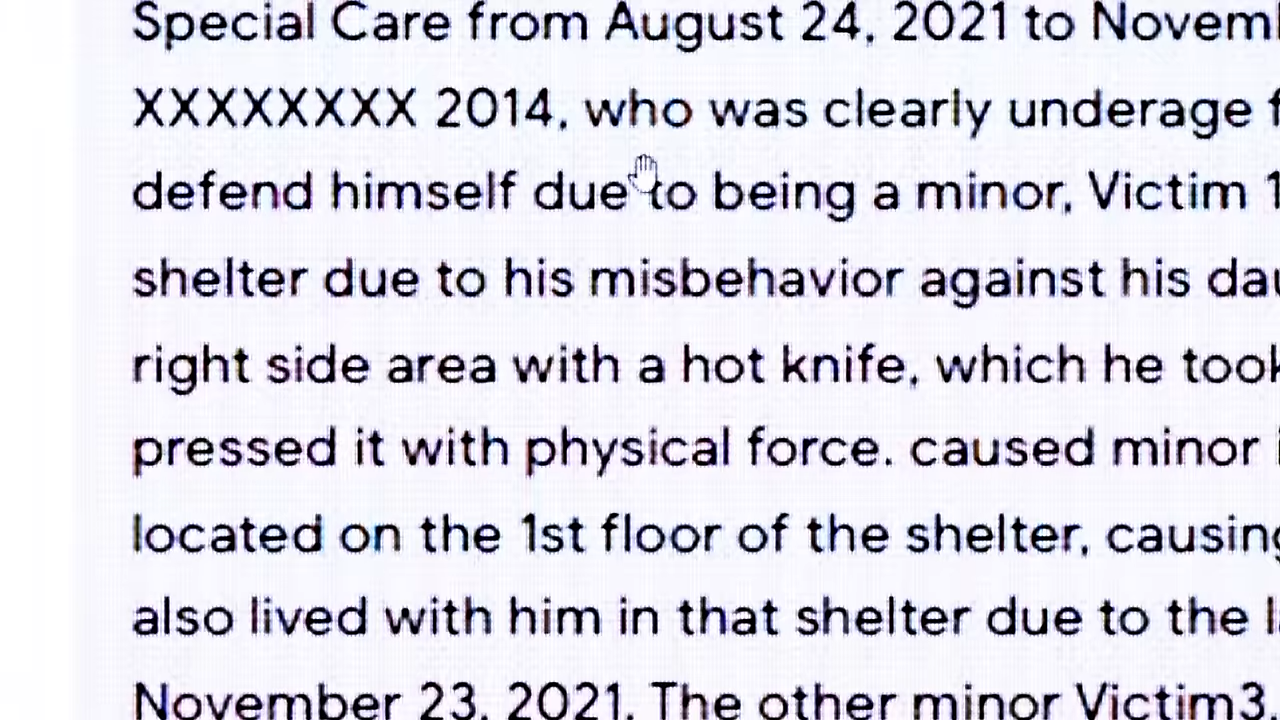 Special Care from August 24, 2021 to
XXXXXXXX 2014, who was clearly underage
defend himself due to being a minor, Victim 1
shelter due to his misbehavior against his
right side area with a hot knife, which he took
pressed it with physical force. caused minor
located on the 1st floor of the shelter, causing
also lived with him in that shelter due to the
November 23, 2021. The other minor Victim3.